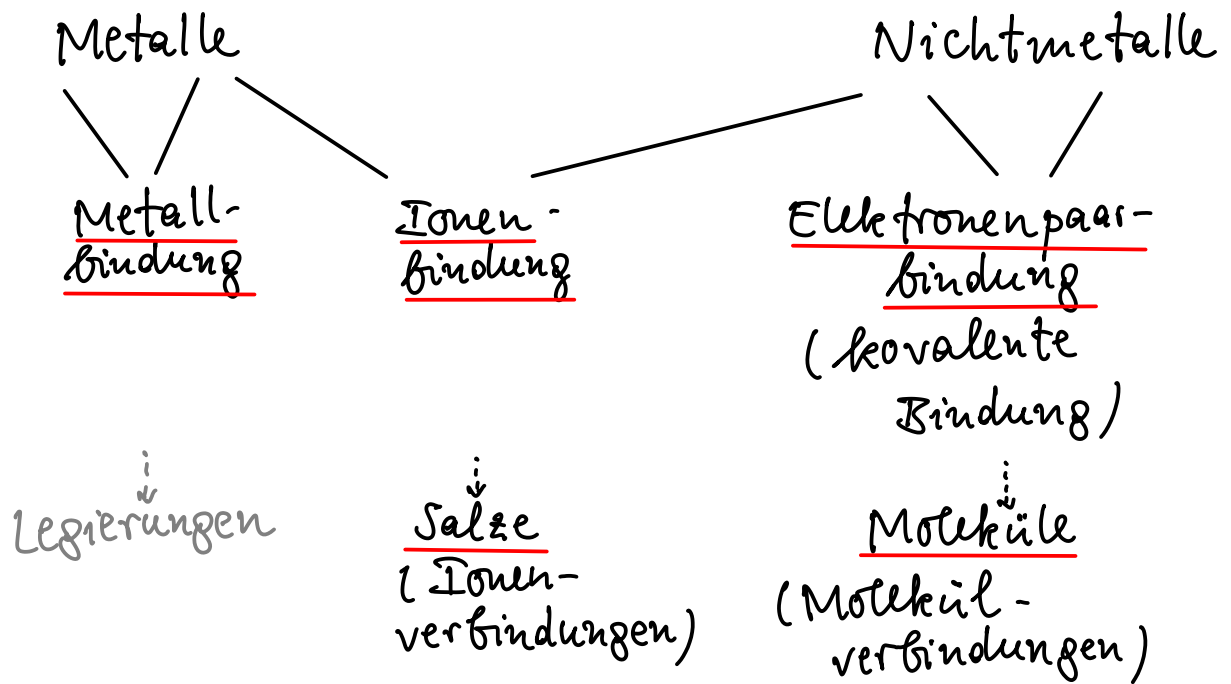 Metalle
Nichtmetalle
Metall-
bindung
Ionen-
bindung
Elektronenpaar-
bindung
(kovalente
Bindung)
Legierungen
Salze
(Ionen-
verbindungen)
Moleküle
(Molekül-
verbindungen)